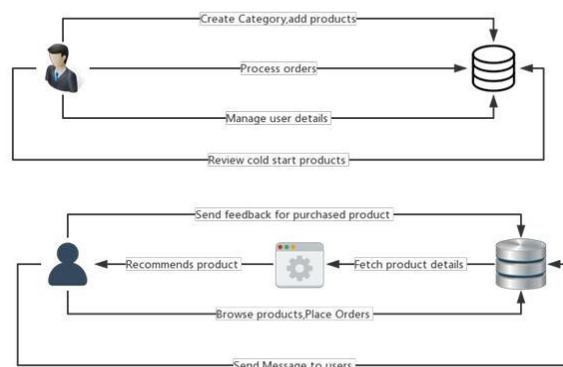 Create Category,add products
Process orders
Manage user details
Review cold start products
Send feedback for purchased product
Recommends product
Fetch product details
Browse products,Place Orders
Send Message to users